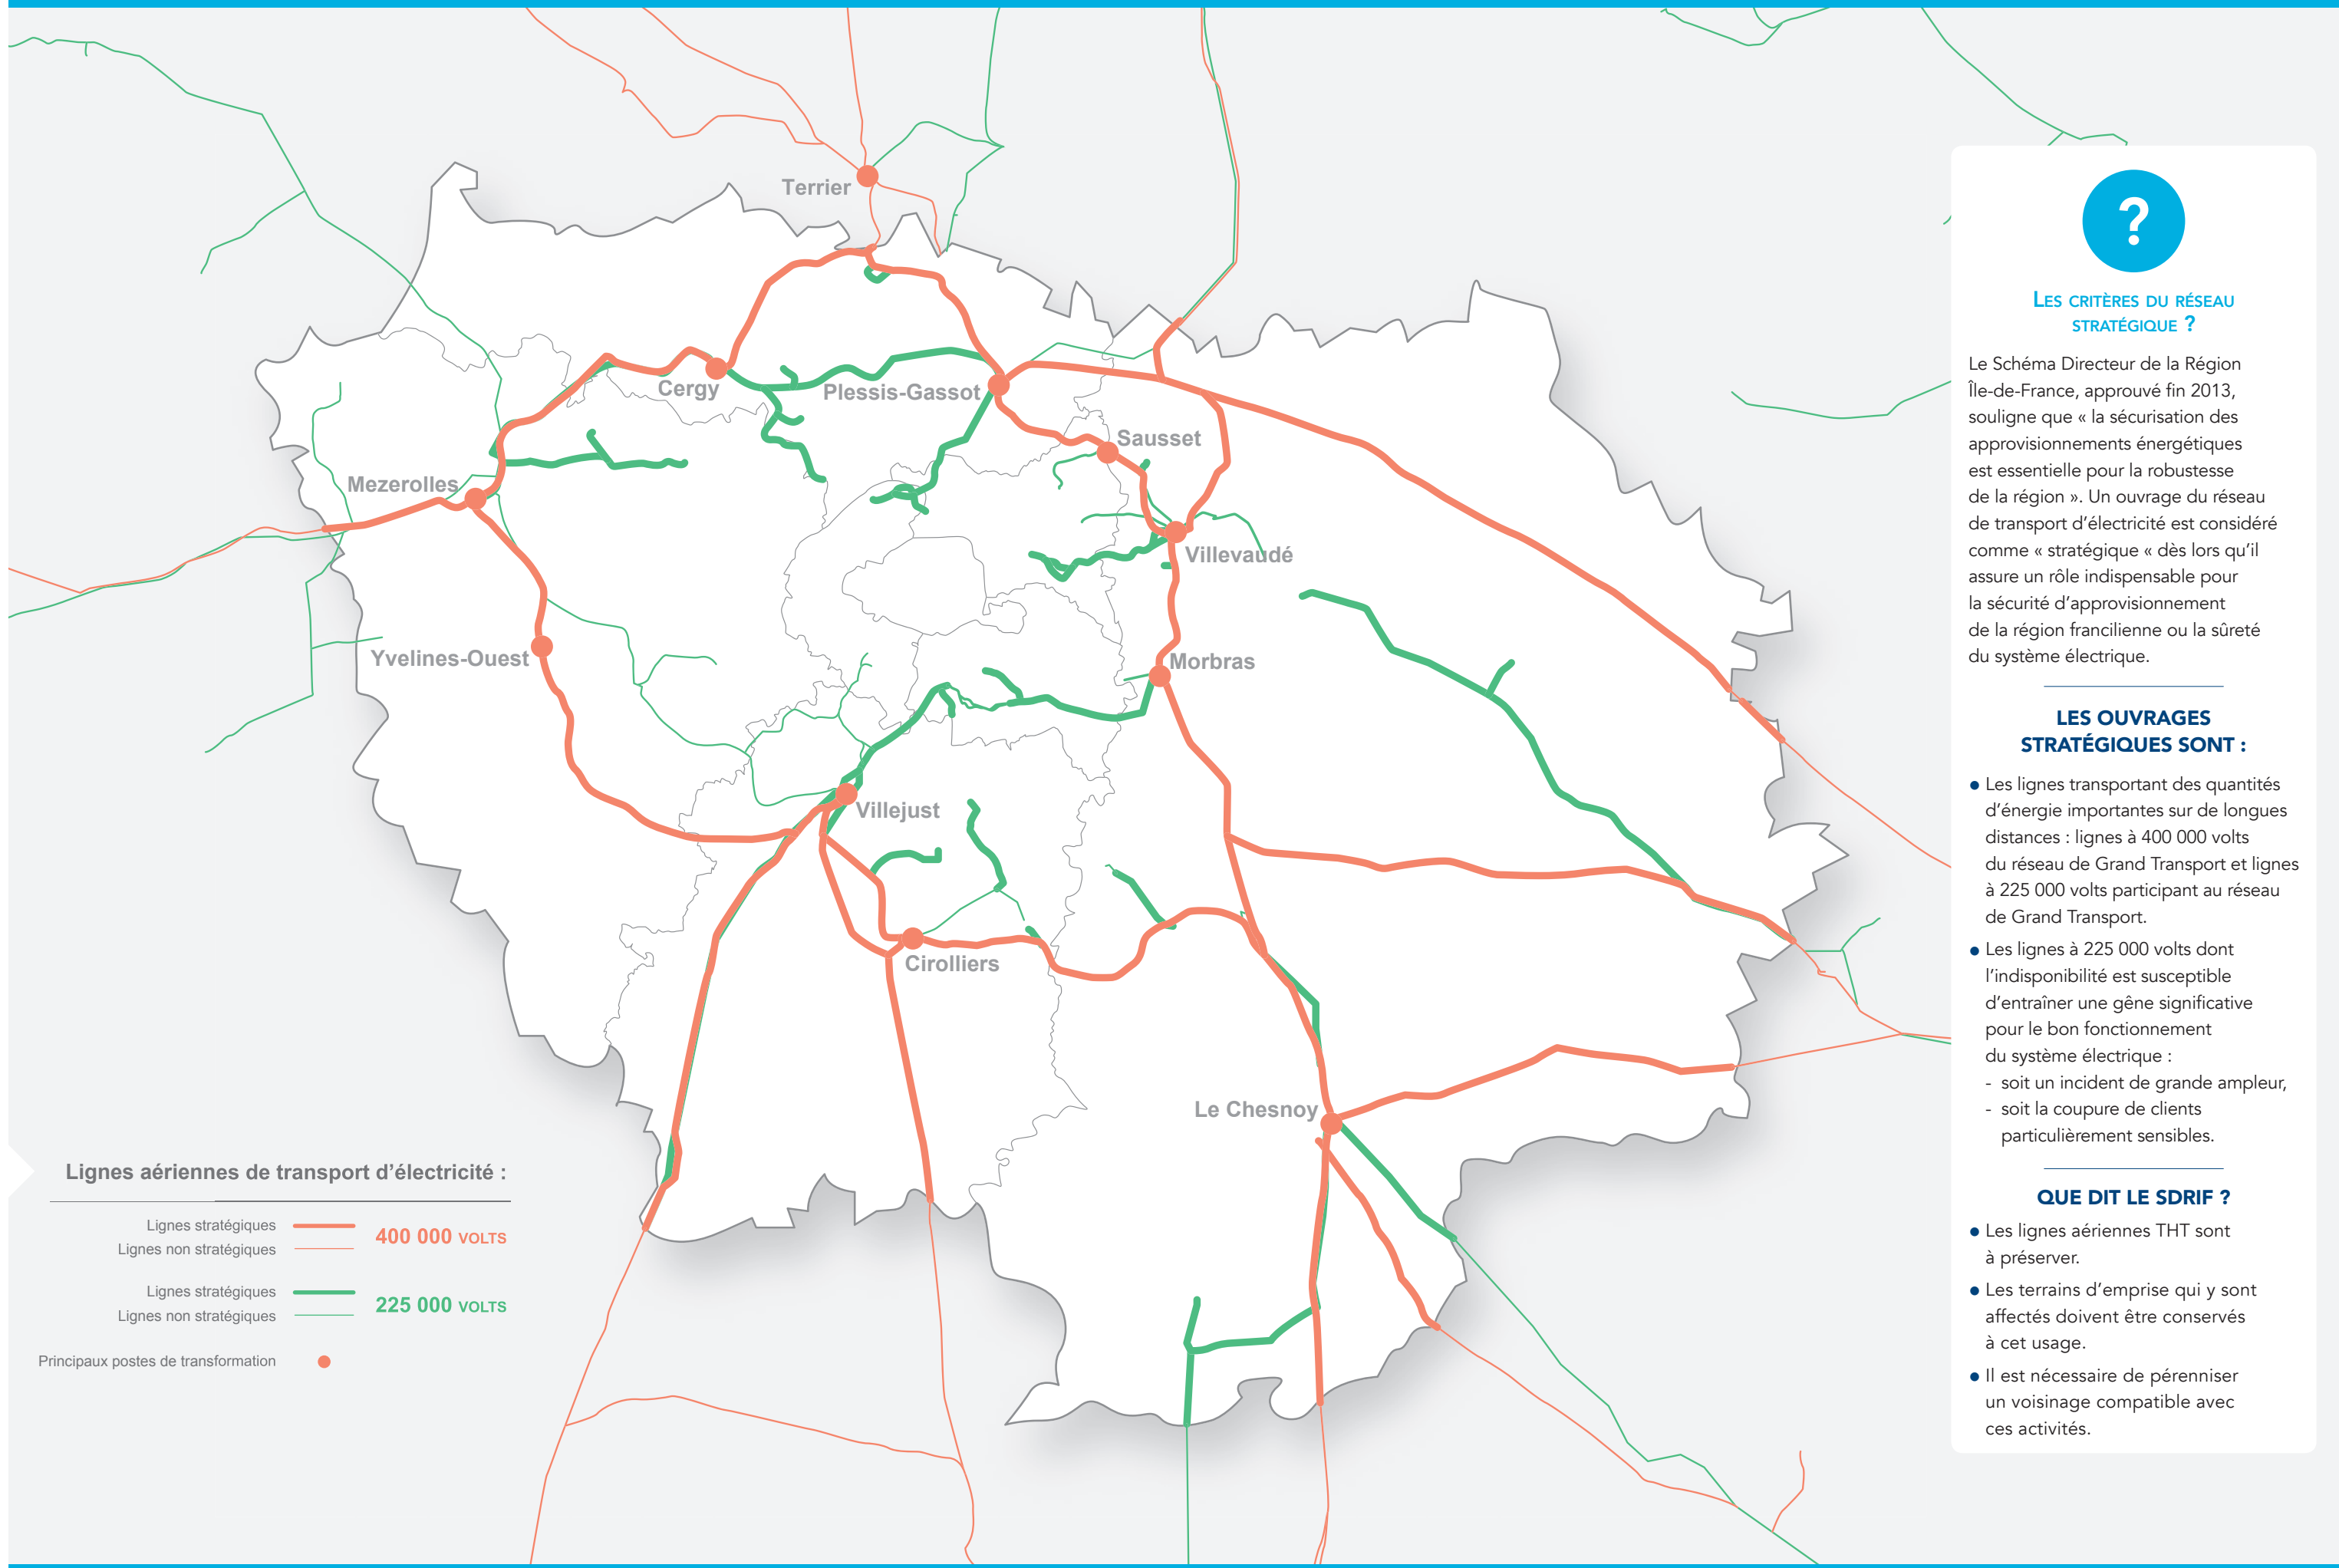 Terrier
Cergy
Plessis-Gassot
Sausset
Mezerolles
Villevaudé
Yvelines-Ouest
Morbras
Villejust
Cirolliers
Le Chesnoy
Lignes aériennes de transport d’électricité :
Lignes stratégiques
Lignes non stratégiques
400 000 VOLTS
Lignes stratégiques
Lignes non stratégiques
225 000 VOLTS
Principaux postes de transformation
?
LES CRITÈRES DU RÉSEAU
STRATÉGIQUE ?
Le Schéma Directeur de la Région
Île-de-France, approuvé fin 2013,
souligne que « la sécurisation des
approvisionnements énergétiques
est essentielle pour la robustesse
de la région ». Un ouvrage du réseau
de transport d’électricité est considéré
comme « stratégique « dès lors qu’il
assure un rôle indispensable pour
la sécurité d’approvisionnement
de la région francilienne ou la sûreté
du système électrique.
LES OUVRAGES
STRATÉGIQUES SONT :
● Les lignes transportant des quantités
d’énergie importantes sur de longues
distances : lignes à 400 000 volts
du réseau de Grand Transport et lignes
à 225 000 volts participant au réseau
de Grand Transport.
● Les lignes à 225 000 volts dont
l’indisponibilité est susceptible
d’entraîner une gêne significative
pour le bon fonctionnement
du système électrique :
- soit un incident de grande ampleur,
- soit la coupure de clients
particulièrement sensibles.
QUE DIT LE SDRIF ?
● Les lignes aériennes THT sont
à préserver.
● Les terrains d’emprise qui y sont
affectés doivent être conservés
à cet usage.
● Il est nécessaire de pérenniser
un voisinage compatible avec
ces activités.